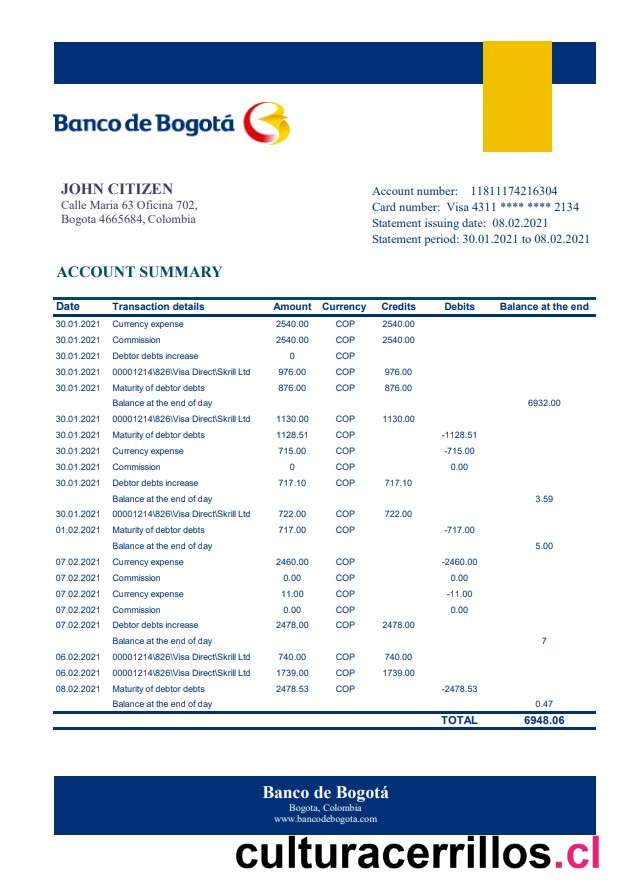 Banco de Bogotá
JOHN CITIZEN
Calle Maria 63 Oficina 702,
Bogota 4665684, Colombia
Account number: 11811174216304
Card number: Visa 4311 **** **** 2134
Statement issuing date: 08.02.2021
Statement period: 30.01.2021 to 08.02.2021
ACCOUNT SUMMARY
Date Transaction details Amount Currency Credits Debits Balance at the end
30.01.2021 Currency expense 2540.00 COP 2540.00
30.01.2021 Commission 2540.00 COP 2540.00
30.01.2021 Debtor debts increase 0 COP
30.01.2021 00001214\826\Visa Direct\Skrill Ltd 976.00 COP 976.00
30.01.2021 Maturity of debtor debts 876.00 COP 876.00
Balance at the end of day 6932.00
30.01.2021 00001214\826\Visa Direct\Skrill Ltd 1130.00 COP 1130.00
30.01.2021 Maturity of debtor debts 1128.51 COP -1128.51
30.01.2021 Currency expense 715.00 COP -715.00
30.01.2021 Commission 0 COP 0.00
30.01.2021 Debtor debts increase 717.10 COP 717.10
Balance at the end of day 3.59
30.01.2021 00001214\826\Visa Direct\Skrill Ltd 722.00 COP 722.00
01.02.2021 Maturity of debtor debts 717.00 COP -717.00
Balance at the end of day 5.00
07.02.2021 Currency expense 2460.00 COP -2460.00
07.02.2021 Commission 0.00 COP 0.00
07.02.2021 Currency expense 11.00 COP -11.00
07.02.2021 Commission 0.00 COP 0.00
07.02.2021 Debtor debts increase 2478.00 COP 2478.00
Balance at the end of day 7
06.02.2021 00001214\826\Visa Direct\Skrill Ltd 740.00 COP 740.00
06.02.2021 00001214\826\Visa Direct\Skrill Ltd 1739.00 COP 1739.00
08.02.2021 Maturity of debtor debts 2478.53 COP -2478.53
Balance at the end of day 0.47
TOTAL 6948.06
Banco de Bogotá
Bogota, Colombia
www.bancodebogota.com
culturacerrillos.cl